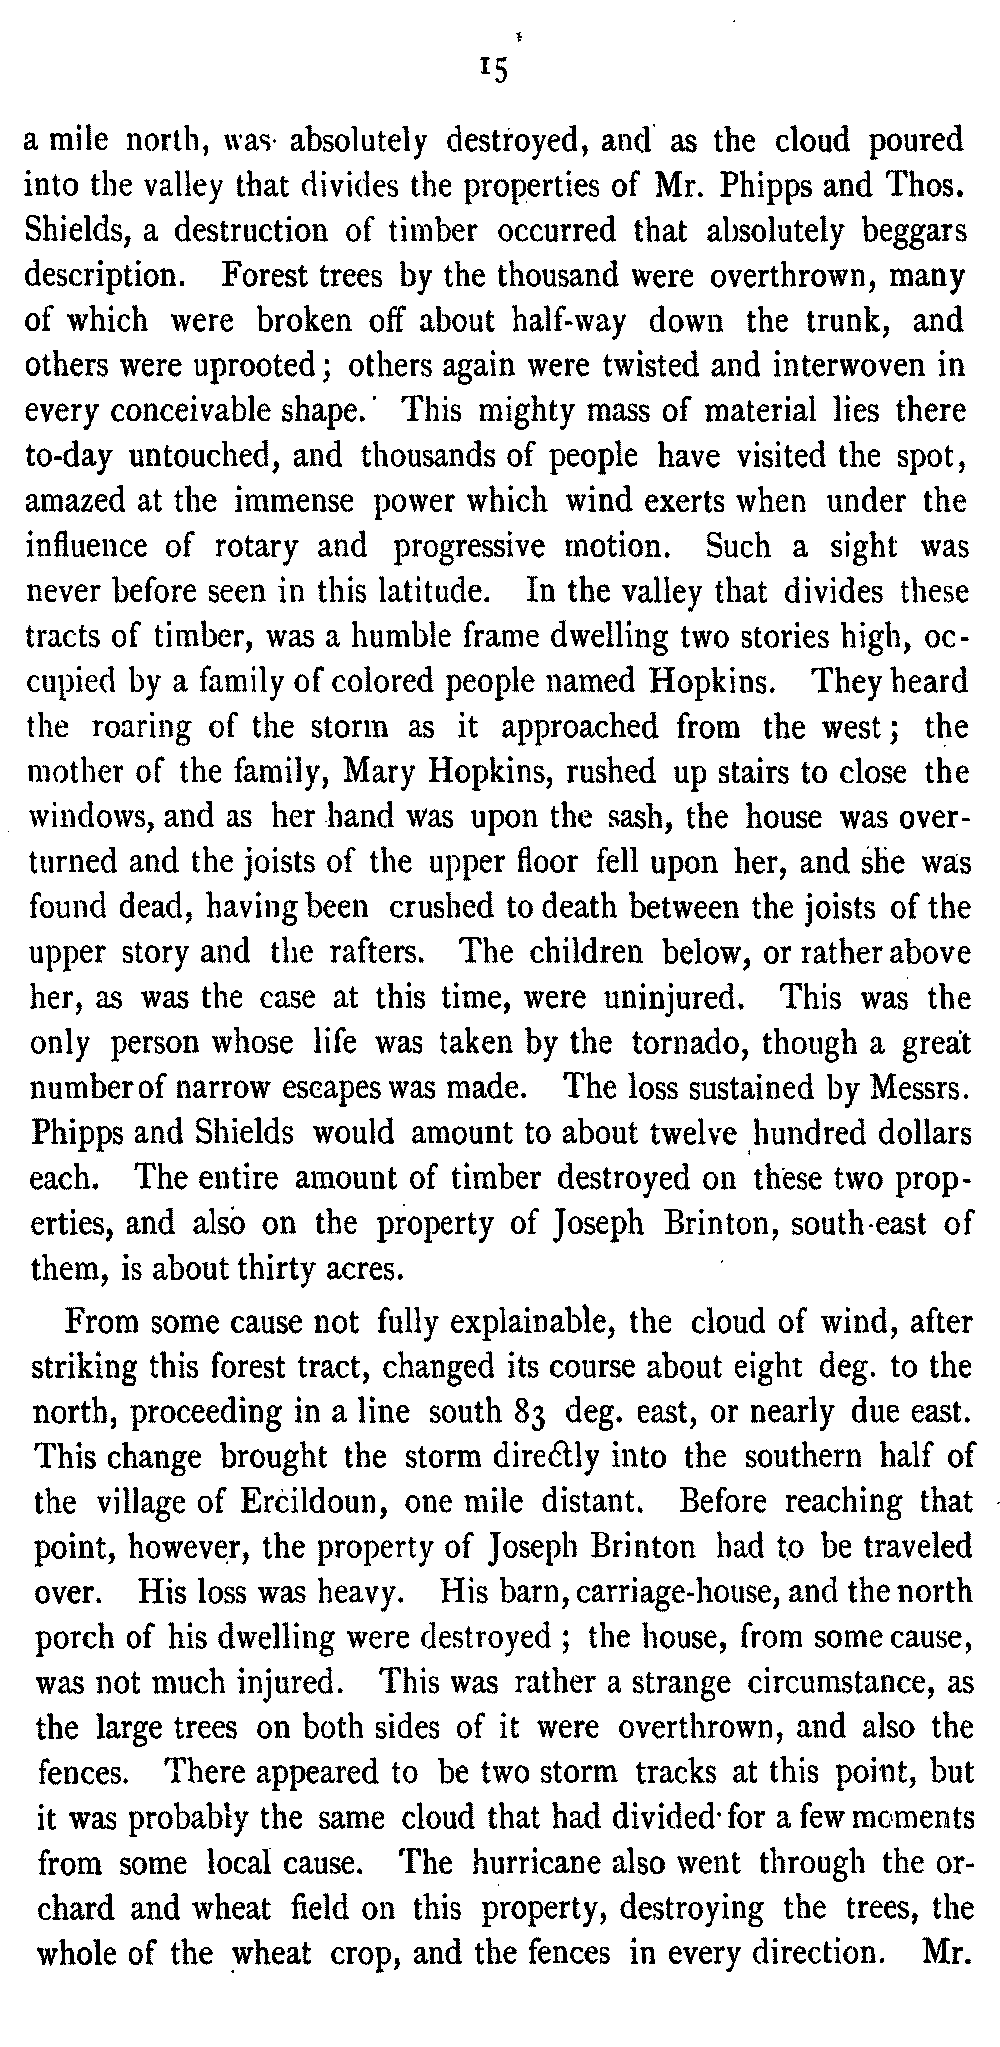 15
a mile north, was absolutely destroyed, and as the cloud poured
into the valley that divides the properties of Mr. Phipps and Thos.
Shields, a destruction of timber occurred that absolutely beggars
description. Forest trees by the thousand were overthrown, many
of which were broken off about half-way down the trunk, and
others were uprooted; others again were twisted and interwoven in
every conceivable shape. This mighty mass of material lies there
to-day untouched, and thousands of people have visited the spot,
amazed at the immense power which wind exerts when under the
influence of rotary and progressive motion. Such a sight was
never before seen in this latitude. In the valley that divides these
tracts of timber, was a humble frame dwelling two stories high, oc-
cupied by a family of colored people named Hopkins. They heard
the roaring of the storm as it approached from the west; the
mother of the family, Mary Hopkins, rushed up stairs to close the
windows, and as her hand was upon the sash, the house was over-
turned and the joists of the upper floor fell upon her, and she was
found dead, having been crushed to death between the joists of the
upper story and the rafters. The children below, or rather above
her, as was the case at this time, were uninjured. This was the
only person whose life was taken by the tornado, though a great
number of narrow escapes was made. The loss sustained by Messrs.
Phipps and Shields would amount to about twelve hundred dollars
each. The entire amount of timber destroyed on these two prop-
erties, and also on the property of Joseph Brinton, south-east of
them, is about thirty acres.
From some cause not fully explainable, the cloud of wind, after
striking this forest tract, changed its course about eight deg. to the
north, proceeding in a line south 83 deg. east, or nearly due east.
This change brought the storm directly into the southern half of
the village of Ercildoun, one mile distant. Before reaching that
point, however, the property of Joseph Brinton had to be traveled
over. His loss was heavy. His barn, carriage-house, and the north
porch of his dwelling were destroyed; the house, from some cause,
was not much injured. This was rather a strange circumstance, as
the large trees on both sides of it were overthrown, and also the
fences. There appeared to be two storm tracks at this point, but
it was probably the same cloud that had divided for a few moments
from some local cause. The hurricane also went through the or-
chard and wheat field on this property, destroying the trees, the
whole of the wheat crop, and the fences in every direction. Mr.